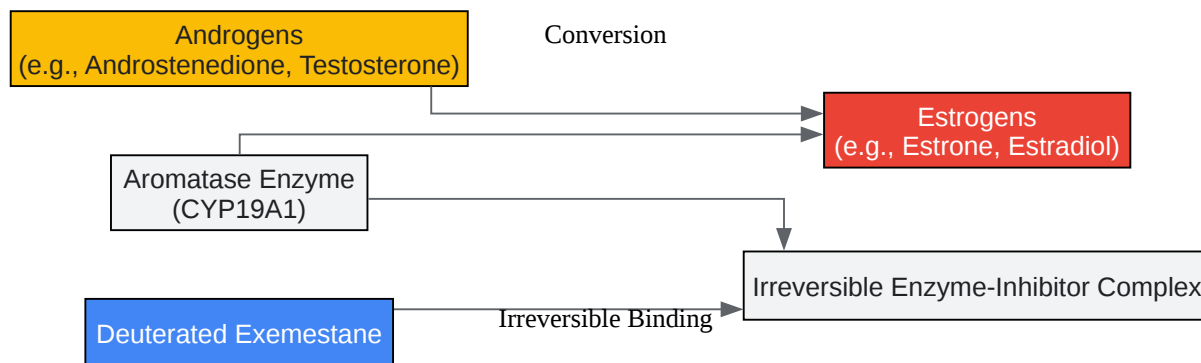 Androgens
(e.g., Androstenedione, Testosterone)
Conversion
Estrogens
(e.g., Estrone, Estradiol)
Aromatase Enzyme
(CYP19A1)
Irreversible Enzyme-Inhibitor Complex
Deuterated Exemestane
Irreversible Binding